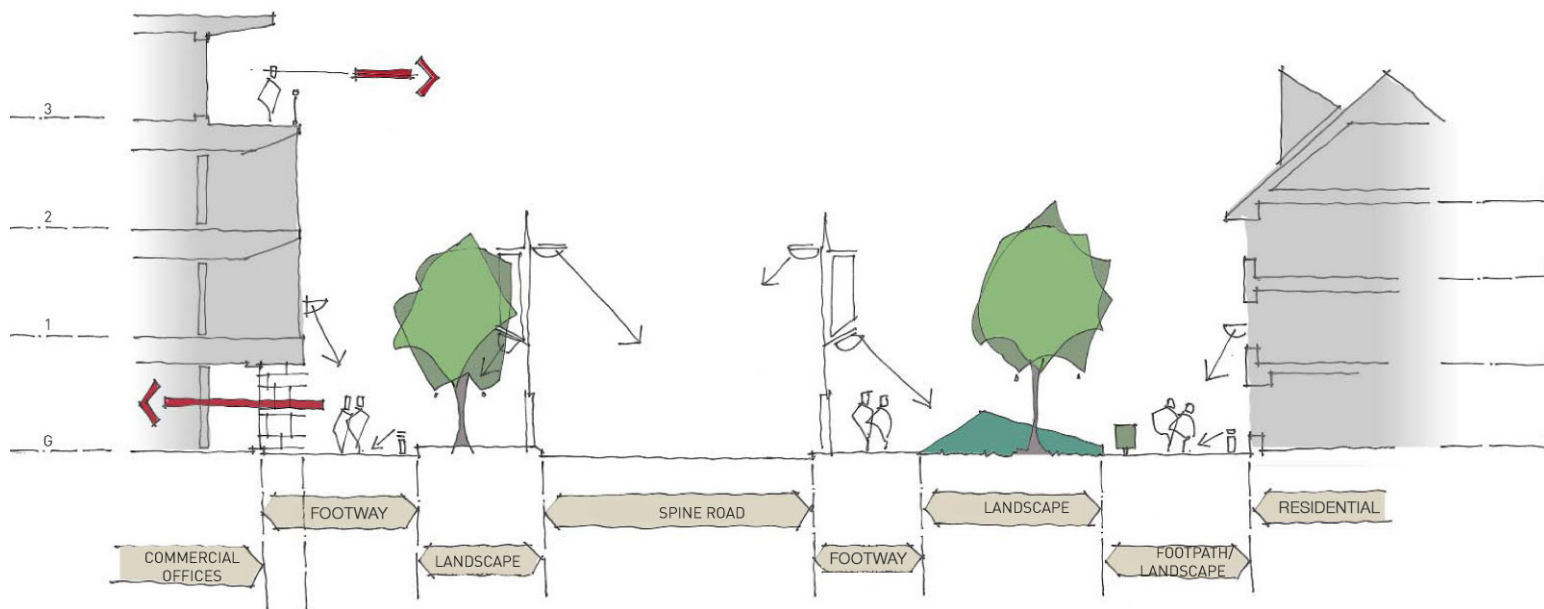 3
2
1
G
FOOTWAY
SPINE ROAD
LANDSCAPE
RESIDENTIAL
COMMERCIAL
OFFICES
LANDSCAPE
FOOTWAY
FOOTPATH/
LANDSCAPE